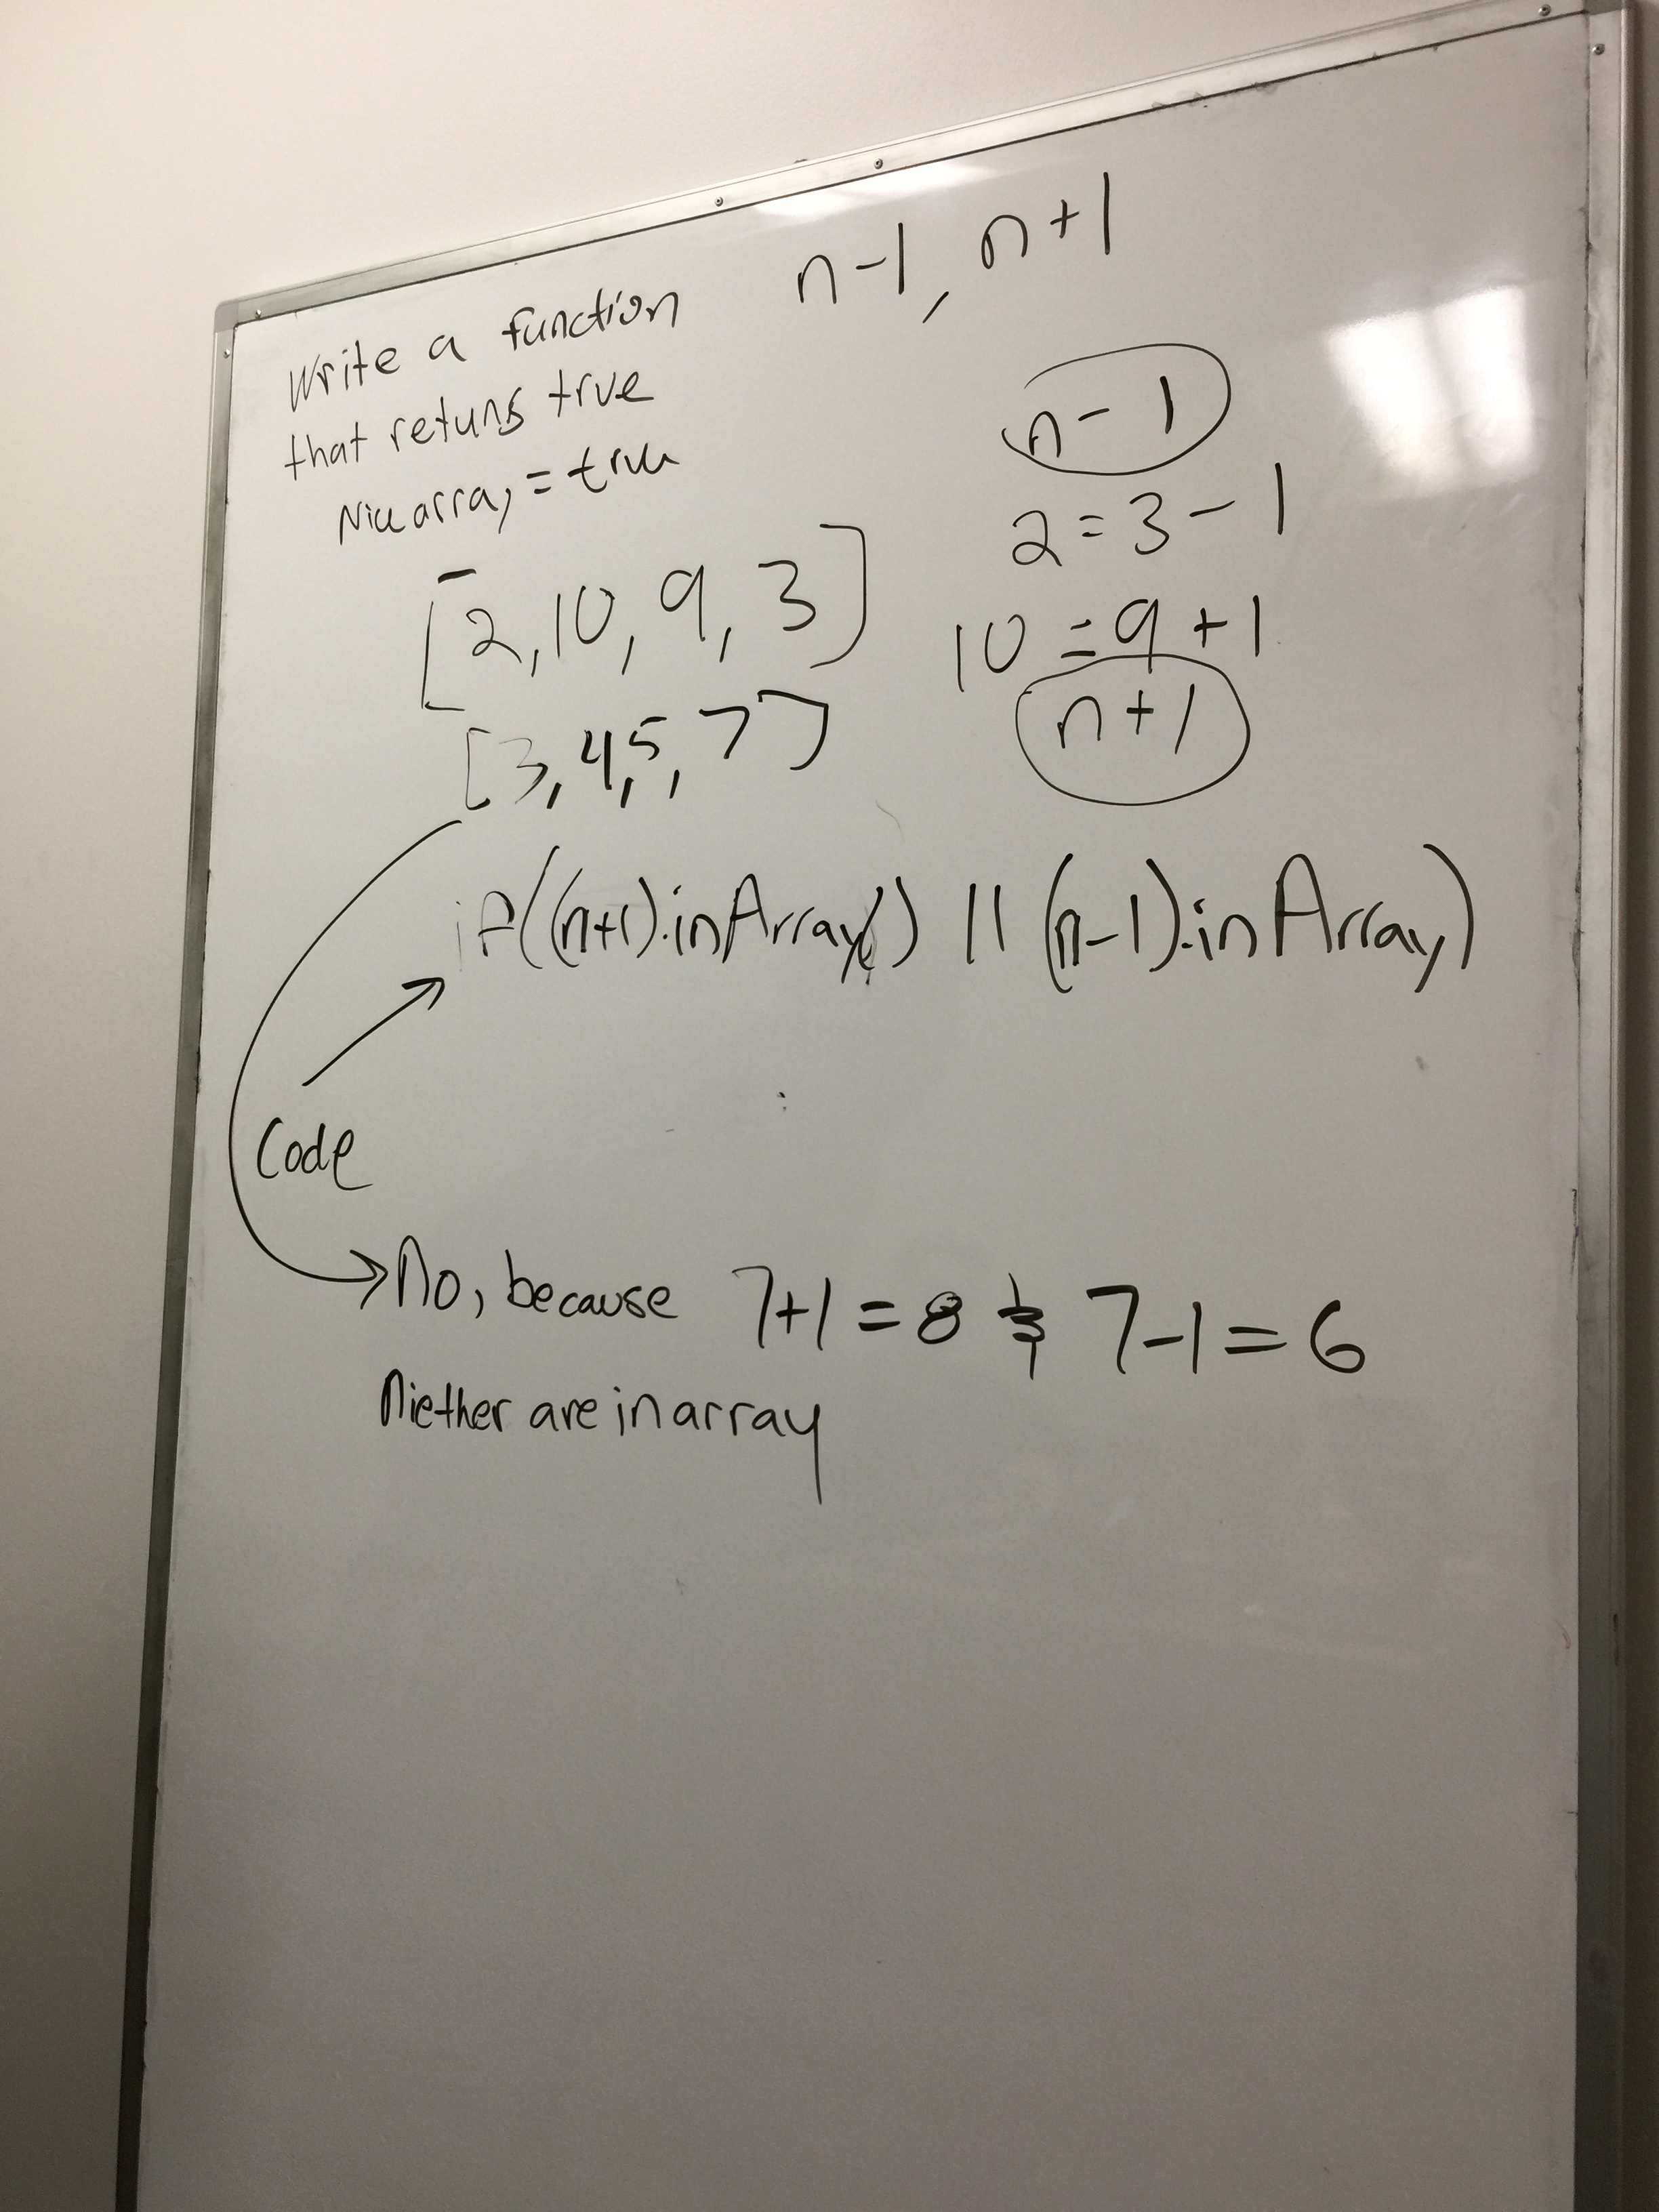 n-1, n+1
Write a function
that retuns true
Nice array = true
n-1
[2,10,9,3]
2=3-1
10=9+1
[3,4,5,7]
n+1
if((n+1).inArray() || (n-1).inArray)
Code
No, because 7+1=8 & 7-1=6
Niether are in array